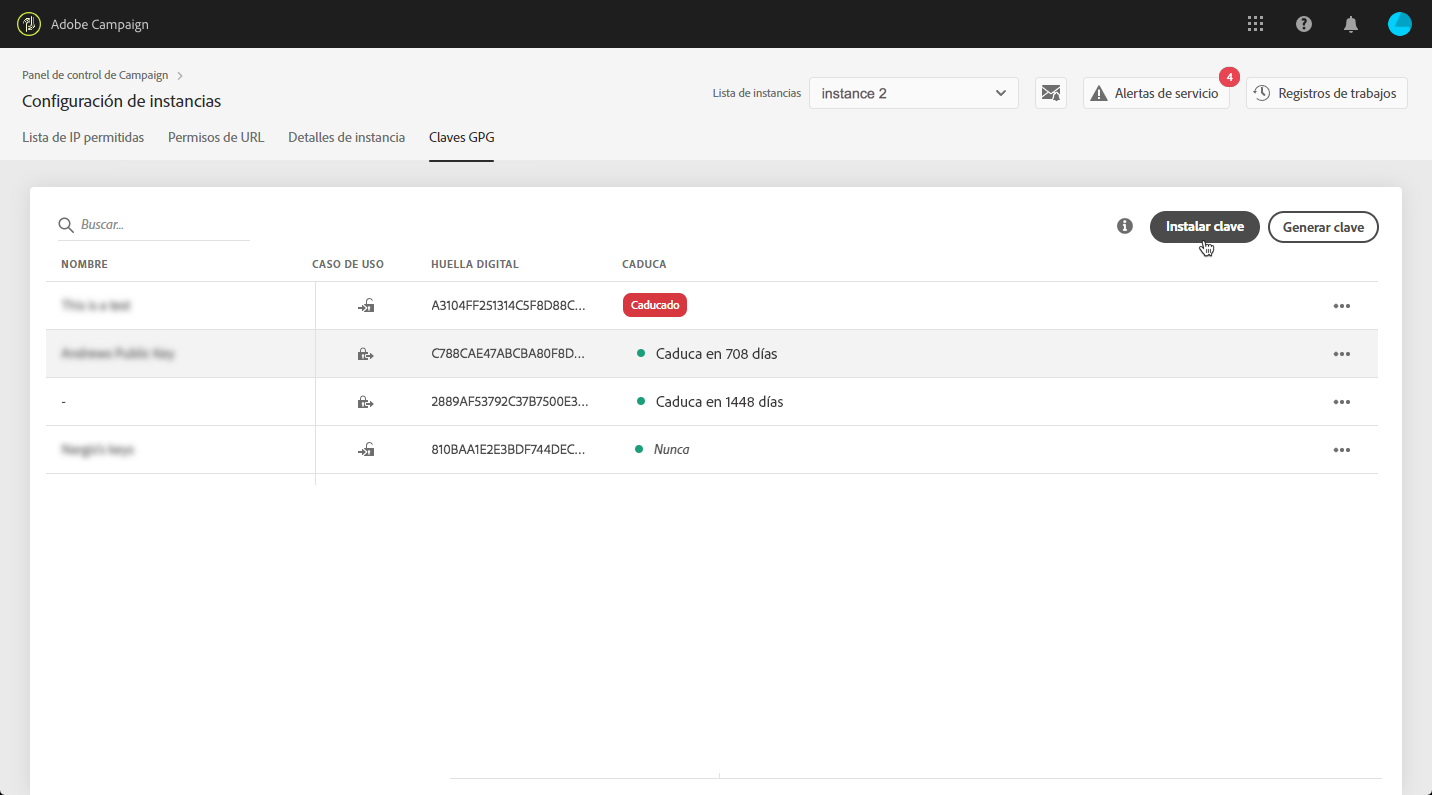 Adobe Campaign
Panel de control de Campaign
Configuración de instancias
Lista de instancias
instance 2
Alertas de servicio
4
Registros de trabajos
Lista de IP permitidas
Permisos de URL
Detalles de instancia
Claves GPG
Buscar...
Instalar clave
Generar clave
NOMBRE CASO DE USO HUELLA DIGITAL CADUCA
A3104FF251314C5F8D88C... Caducado
C788CAE47ABCBA80F8D... Caduca en 708 días
- 2889AF53792C37B7500E3... Caduca en 1448 días
810BAA1E2E3BDF744DEC... Nunca